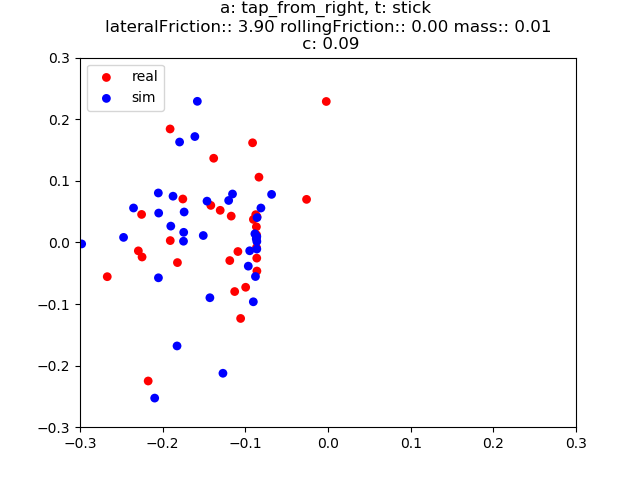 a: tap_from_right, t: stick
lateralFriction:: 3.90 rollingFriction:: 0.00 mass:: 0.01
c: 0.09
real
sim
0.3
0.2
0.1
0.0
−0.1
−0.2
−0.3
−0.3
−0.2
−0.1
0.0
0.1
0.2
0.3